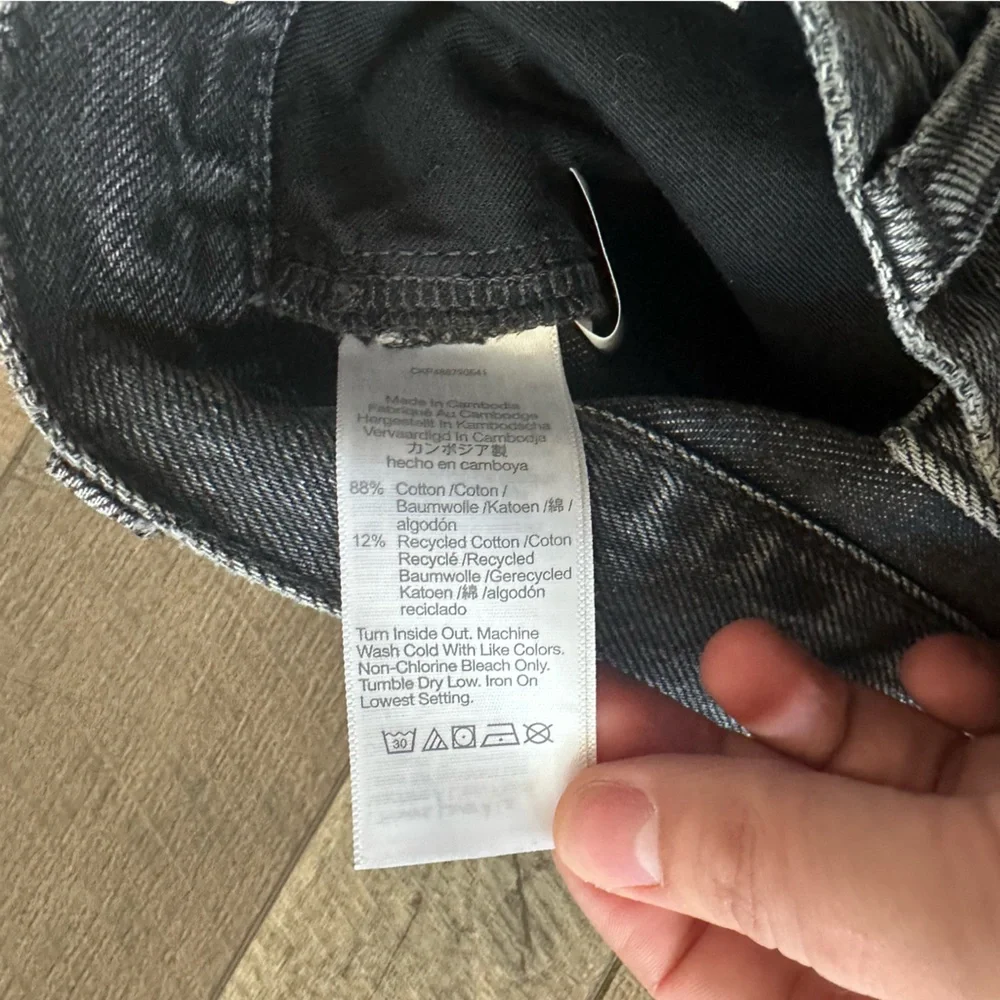 Made In Cambodia
Fabriqué Au Cambodge
Hergestellt In Kambodscha
Vervaardigd In Cambodja
カンボジア製
hecho en camboya
88% Cotton /Coton /
Baumwolle /Katoen /綿 /
algodón
12% Recycled Cotton /Coton
Recyclé /Recycled
Baumwolle /Gerecycled
Katoen /綿 /algodón
reciclado
Turn Inside Out. Machine
Wash Cold With Like Colors.
Non-Chlorine Bleach Only.
Tumble Dry Low. Iron On
Lowest Setting.
30